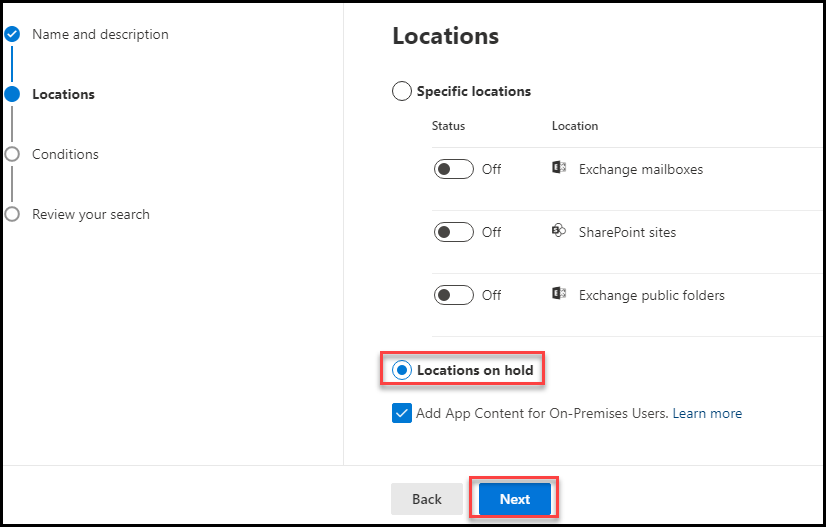 Name and description
Locations
Conditions
Review your search
Locations
Specific locations
Status Location
Off Exchange mailboxes
Off SharePoint sites
Off Exchange public folders
Locations on hold
Add App Content for On-Premises Users. Learn more
Back Next